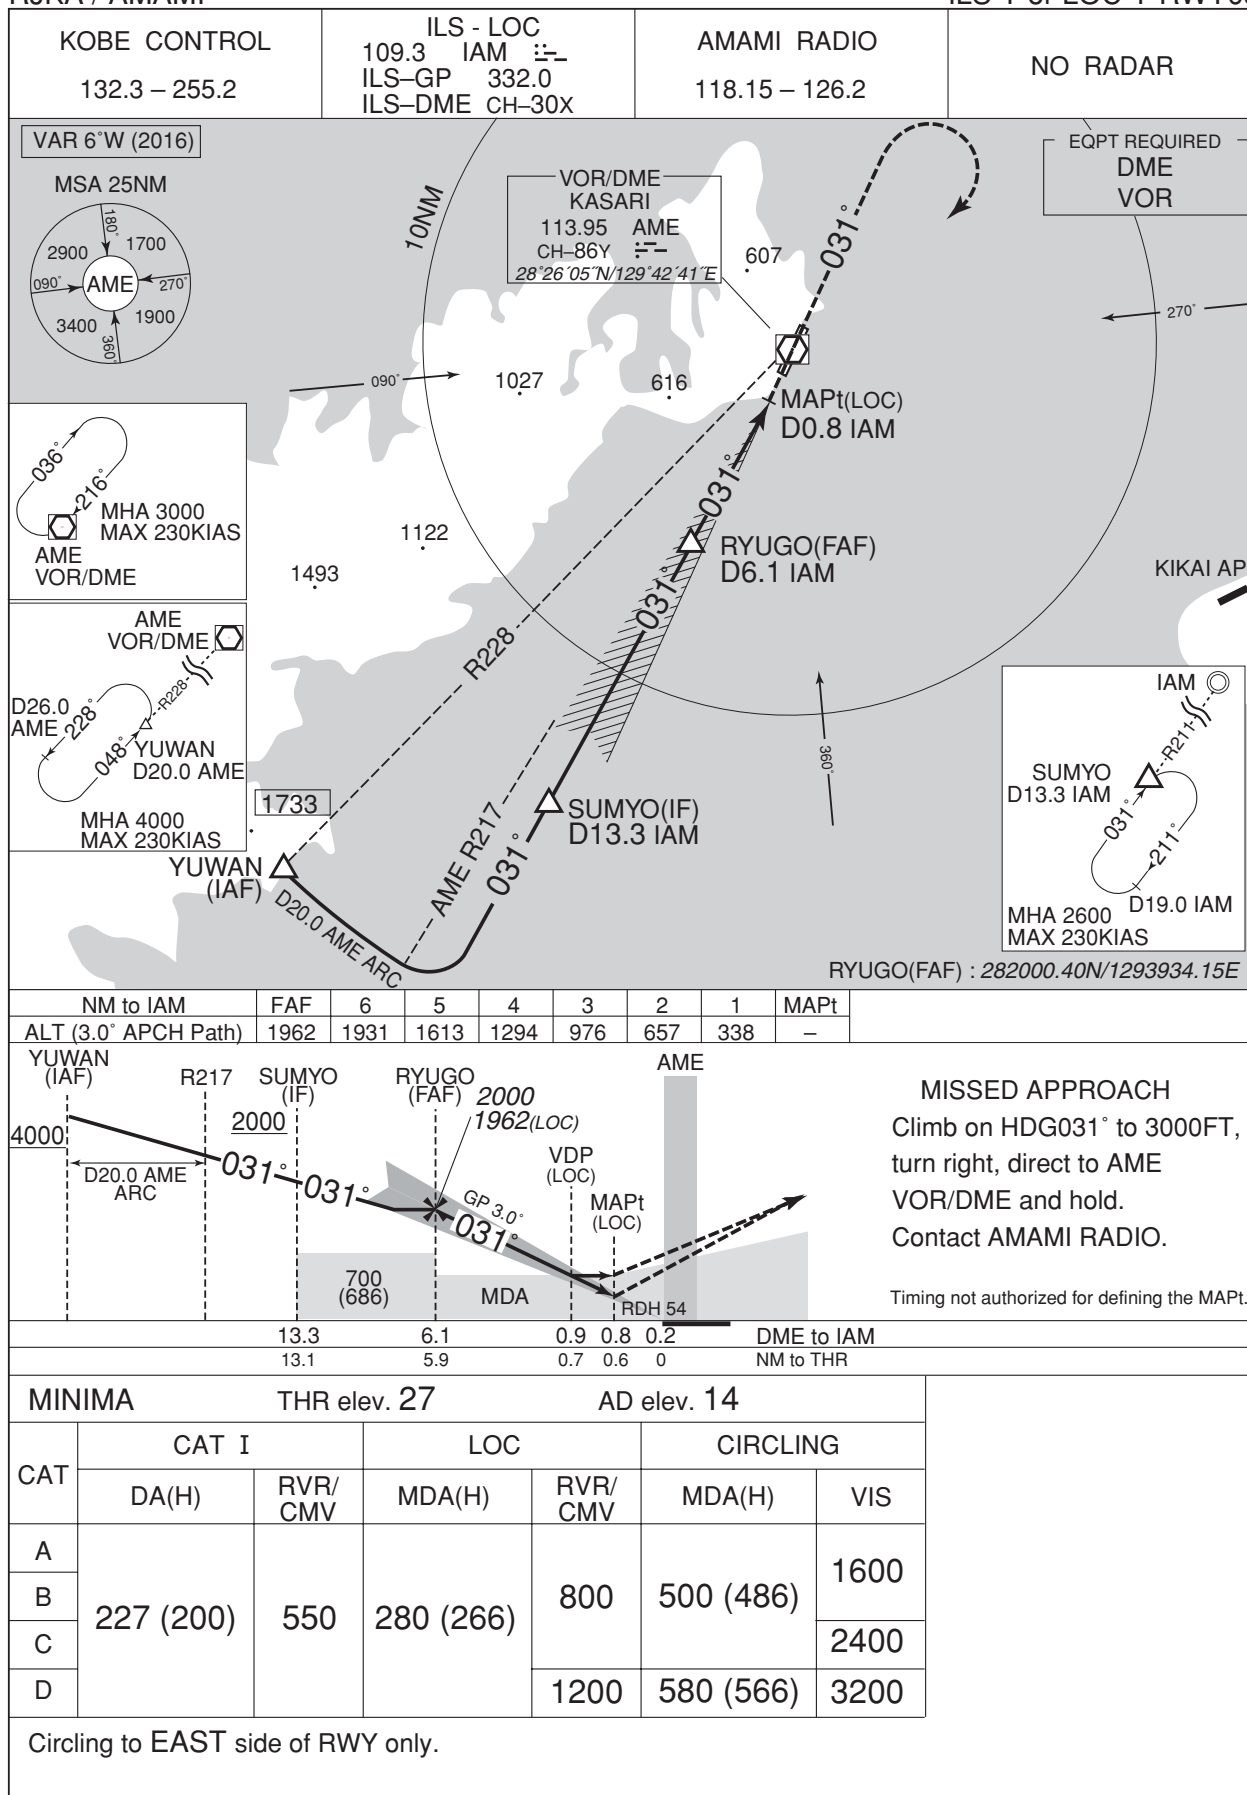 KOBE CONTROL
132.3 – 255.2
ILS - LOC
109.3 IAM
ILS–GP 332.0
ILS–DME CH–30X
AMAMI RADIO
118.15 – 126.2
NO RADAR
VAR 6°W (2016)
MSA 25NM
180°
2900
1700
090°
AME
270°
3400
1900
360°
10NM
VOR/DME
KASARI
113.95 AME
CH–86Y
28°26´05˝N/129°42´41˝E
EQPT REQUIRED
DME
VOR
031°
607
270°
090°
1027
616
MAPt(LOC)
D0.8 IAM
036°
216°
MHA 3000
MAX 230KIAS
AME
VOR/DME
031°
1122
1493
RYUGO(FAF)
D6.1 IAM
KIKAI AP
031°
R228
AME
VOR/DME
R228
D26.0
AME
228°
048°
YUWAN
D20.0 AME
MHA 4000
MAX 230KIAS
1733
360°
IAM
R211
SUMYO
D13.3 IAM
031°
211°
D19.0 IAM
MHA 2600
MAX 230KIAS
SUMYO(IF)
D13.3 IAM
AME R217
031°
YUWAN
(IAF)
D20.0 AME ARC
RYUGO(FAF) : 282000.40N/1293934.15E
NM to IAM FAF 6 5 4 3 2 1 MAPt
ALT (3.0° APCH Path) 1962 1931 1613 1294 976 657 338 –
YUWAN
(IAF)
R217
SUMYO
(IF)
RYUGO
(FAF)
2000
1962(LOC)
AME
4000
2000
D20.0 AME
ARC
031°
031°
GP 3.0°
031°
VDP
(LOC)
MAPt
(LOC)
700
(686)
MDA
RDH 54
MISSED APPROACH
Climb on HDG031° to 3000FT,
turn right, direct to AME
VOR/DME and hold.
Contact AMAMI RADIO.
Timing not authorized for defining the MAPt.
13.3 6.1 0.9 0.8 0.2 DME to IAM
13.1 5.9 0.7 0.6 0 NM to THR
MINIMA THR elev. 27 AD elev. 14
CAT
CAT I LOC CIRCLING
DA(H) RVR/CMV MDA(H) RVR/CMV MDA(H) VIS
A
B
C
D
227 (200) 550 280 (266) 800 500 (486) 1600
2400
1200 580 (566) 3200
Circling to EAST side of RWY only.